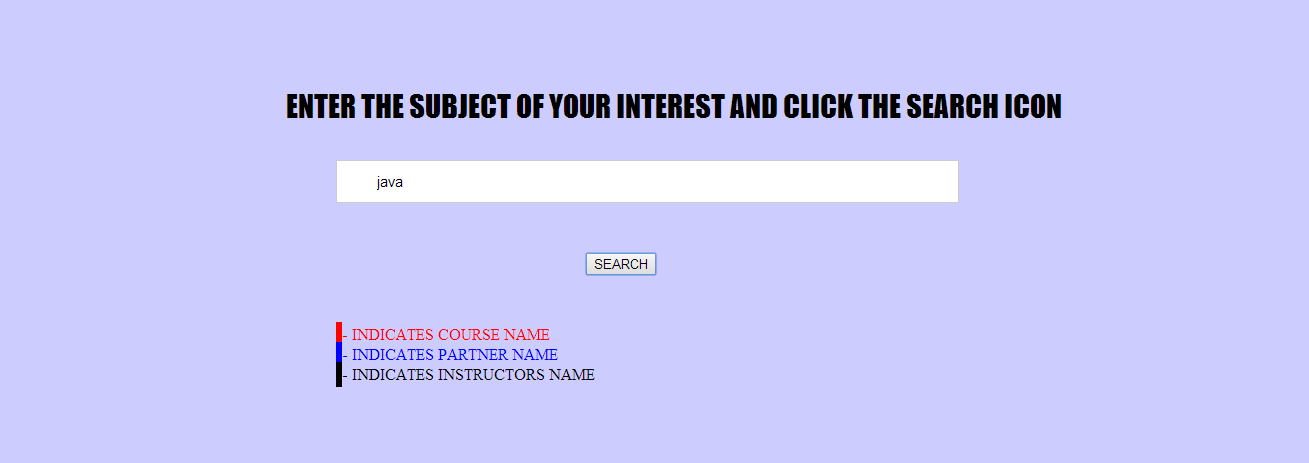 ENTER THE SUBJECT OF YOUR INTEREST AND CLICK THE SEARCH ICON
java
SEARCH
- INDICATES COURSE NAME
- INDICATES PARTNER NAME
- INDICATES INSTRUCTORS NAME